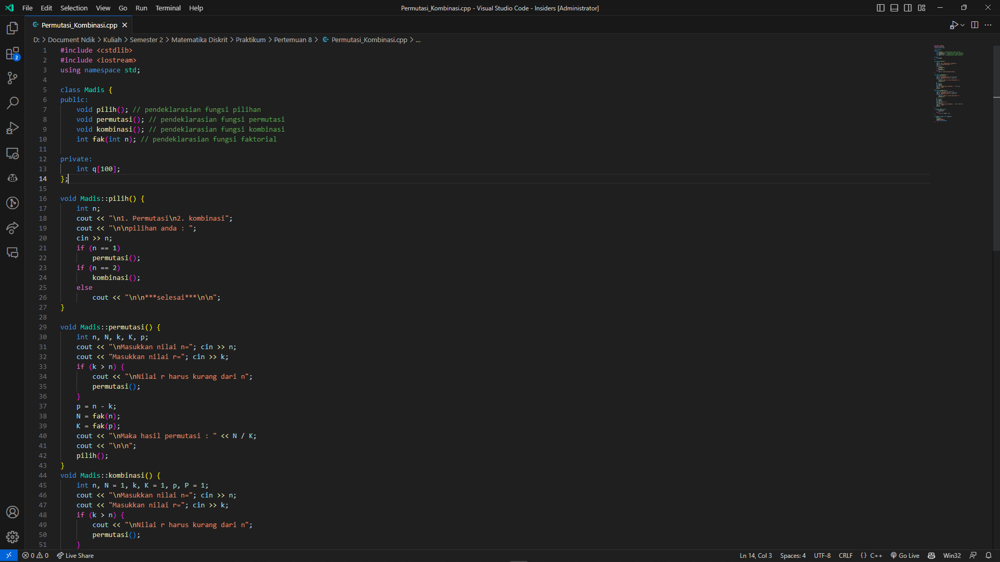 File Edit Selection View Go Run Terminal Help
Permutasi_Kombinasi.cpp - Visual Studio Code - Insiders [Administrator]
Permutasi_Kombinasi.cpp
D: > Document Ndik > Kuliah > Semester 2 > Matematika Diskrit > Praktikum > Pertemuan 8 > Permutasi_Kombinasi.cpp > ...
2
1 #include <cstdlib>
2 #include <iostream>
3 using namespace std;
4
5 class Madis {
6 public:
7     void pilih(); // pendeklarasian fungsi pilihan
8     void permutasi(); // pendeklarasian fungsi permutasi
9     void kombinasi(); // pendeklarasian fungsi kombinasi
10     int fak(int n); // pendeklarasian fungsi faktorial
11
12 private:
13     int q[100];
14 };
15
16 void Madis::pilih() {
17     int n;
18     cout << "\n1. Permutasi\n2. kombinasi";
19     cout << "\n\npilihan anda : ";
20     cin >> n;
21     if (n == 1)
22         permutasi();
23     if (n == 2)
24         kombinasi();
25     else
26         cout << "\n\n***selesai***\n\n";
27 }
28
29 void Madis::permutasi() {
30     int n, N, k, K, p;
31     cout << "\nMasukkan nilai n="; cin >> n;
32     cout << "Masukkan nilai r="; cin >> k;
33     if (k > n) {
34         cout << "\nNilai r harus kurang dari n";
35         permutasi();
36     }
37     p = n - k;
38     N = fak(n);
39     K = fak(p);
40     cout << "\nMaka hasil permutasi : " << N / K;
41     cout << "\n\n";
42     pilih();
43 }
44 void Madis::kombinasi() {
45     int n, N = 1, k, K = 1, p, P = 1;
46     cout << "\nMasukkan nilai n="; cin >> n;
47     cout << "Masukkan nilai r="; cin >> k;
48     if (k > n) {
49         cout << "\nNilai r harus kurang dari n";
50         permutasi();
51     }
0 0 Live Share Ln 14, Col 3 Spaces: 4 UTF-8 CRLF {} C++ Go Live Win32